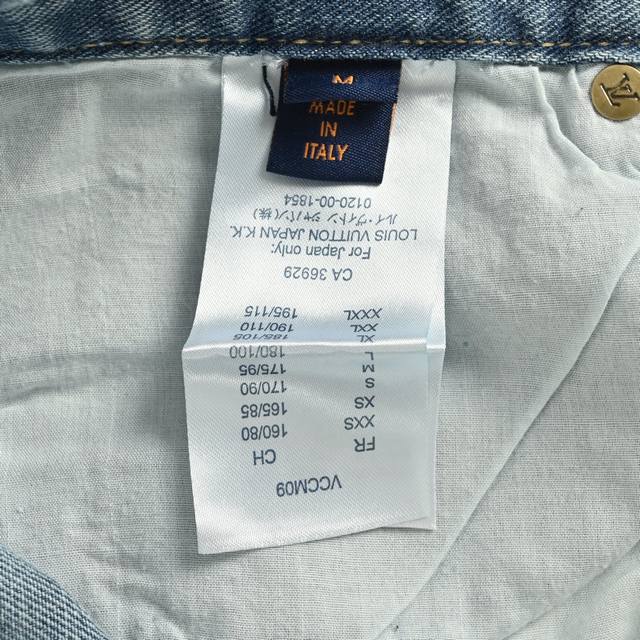 M
MADE
IN
ITALY
VCCM09
FR CH
XXS 160/80
XS 165/85
S 170/90
M 175/95
L 180/100
XL 185/105
XXL 190/110
XXXL 195/115
CA 36929
For Japan only:
LOUIS VUITTON JAPAN K.K.
ルイ・ヴィトン ジャパン(株)
0120-00-1854
LV